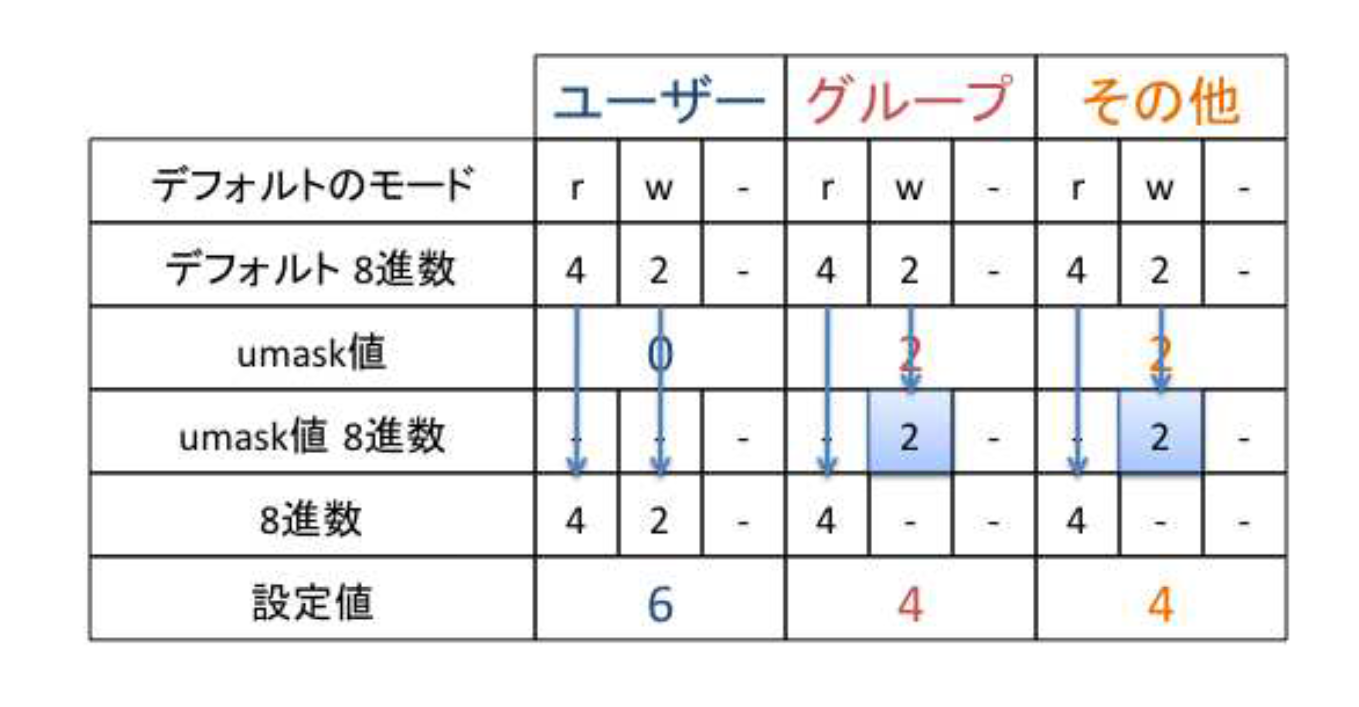 ユーザー グループ その他
デフォルトのモード r w - r w - r w -
デフォルト 8進数 4 2 - 4 2 - 4 2 -
umask値 0 2 2
umask値 8進数 - - - - 2 - - 2 -
8進数 4 2 - 4 - - 4 - -
設定値 6 4 4